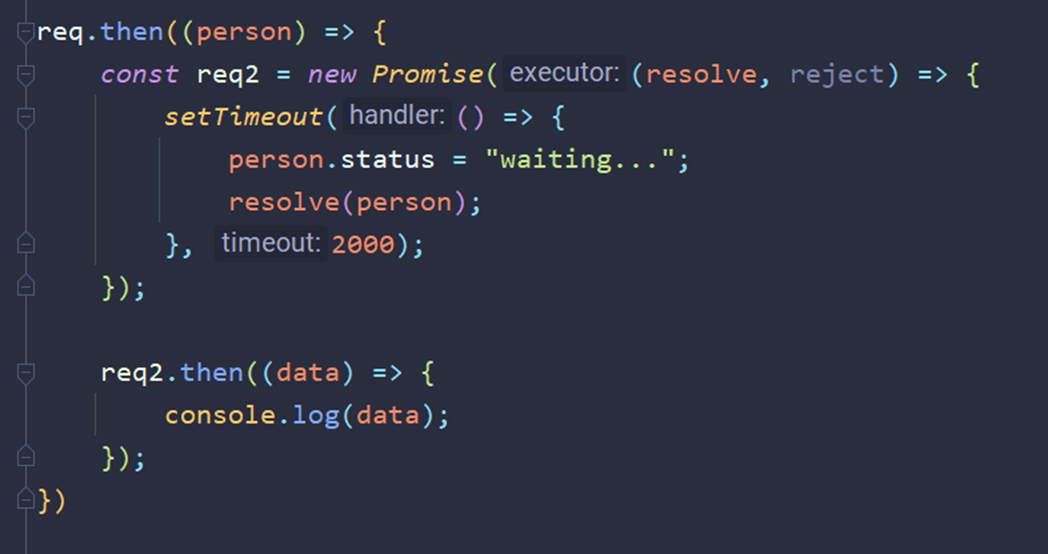 req.then((person) => {
    const req2 = new Promise( executor: (resolve, reject) => {
        setTimeout( handler: () => {
            person.status = "waiting...";
            resolve(person);
        },  timeout: 2000);
    });

    req2.then((data) => {
        console.log(data);
    });
})